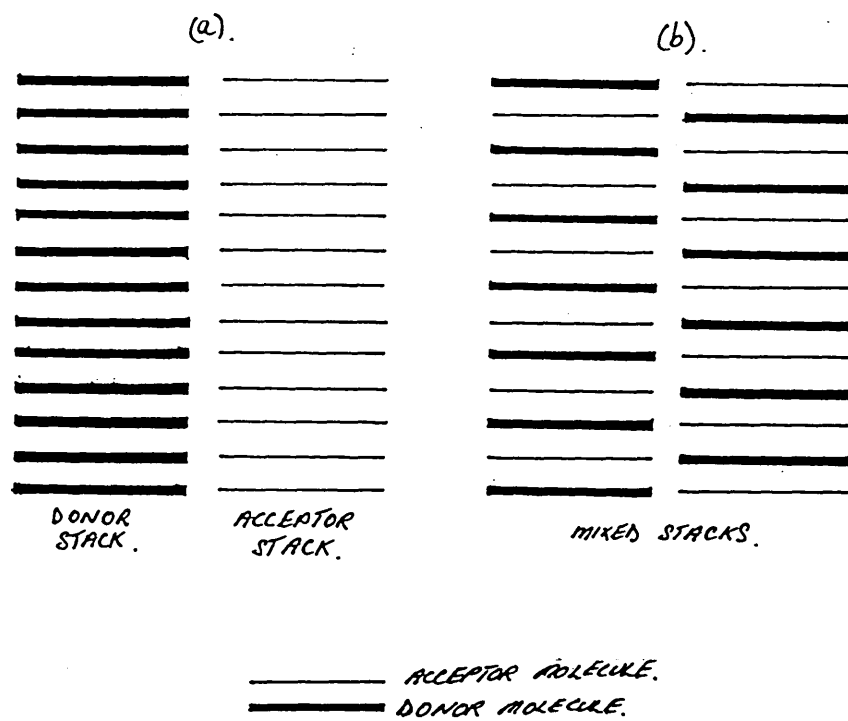 (a).
(b).
DONOR
STACK.
ACCEPTOR
STACK.
MIXED STACKS.
ACCEPTOR MOLECULE.
DONOR MOLECULE.